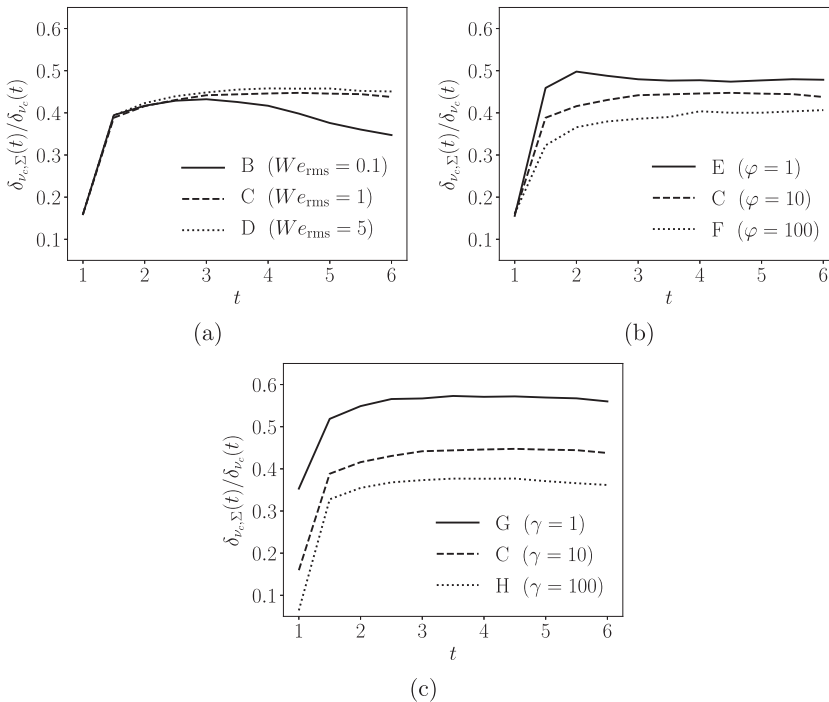 0.6
0.5
0.4
0.3
0.2
0.1
δ_{ν_c,Σ}(t)/δ_{ν_c}(t)
B (We_rms = 0.1)
C (We_rms = 1)
D (We_rms = 5)
1 2 3 4 5 6
t
(a)
0.6
0.5
0.4
0.3
0.2
0.1
δ_{ν_c,Σ}(t)/δ_{ν_c}(t)
E (φ = 1)
C (φ = 10)
F (φ = 100)
1 2 3 4 5 6
t
(b)
0.6
0.5
0.4
0.3
0.2
0.1
δ_{ν_c,Σ}(t)/δ_{ν_c}(t)
G (γ = 1)
C (γ = 10)
H (γ = 100)
1 2 3 4 5 6
t
(c)